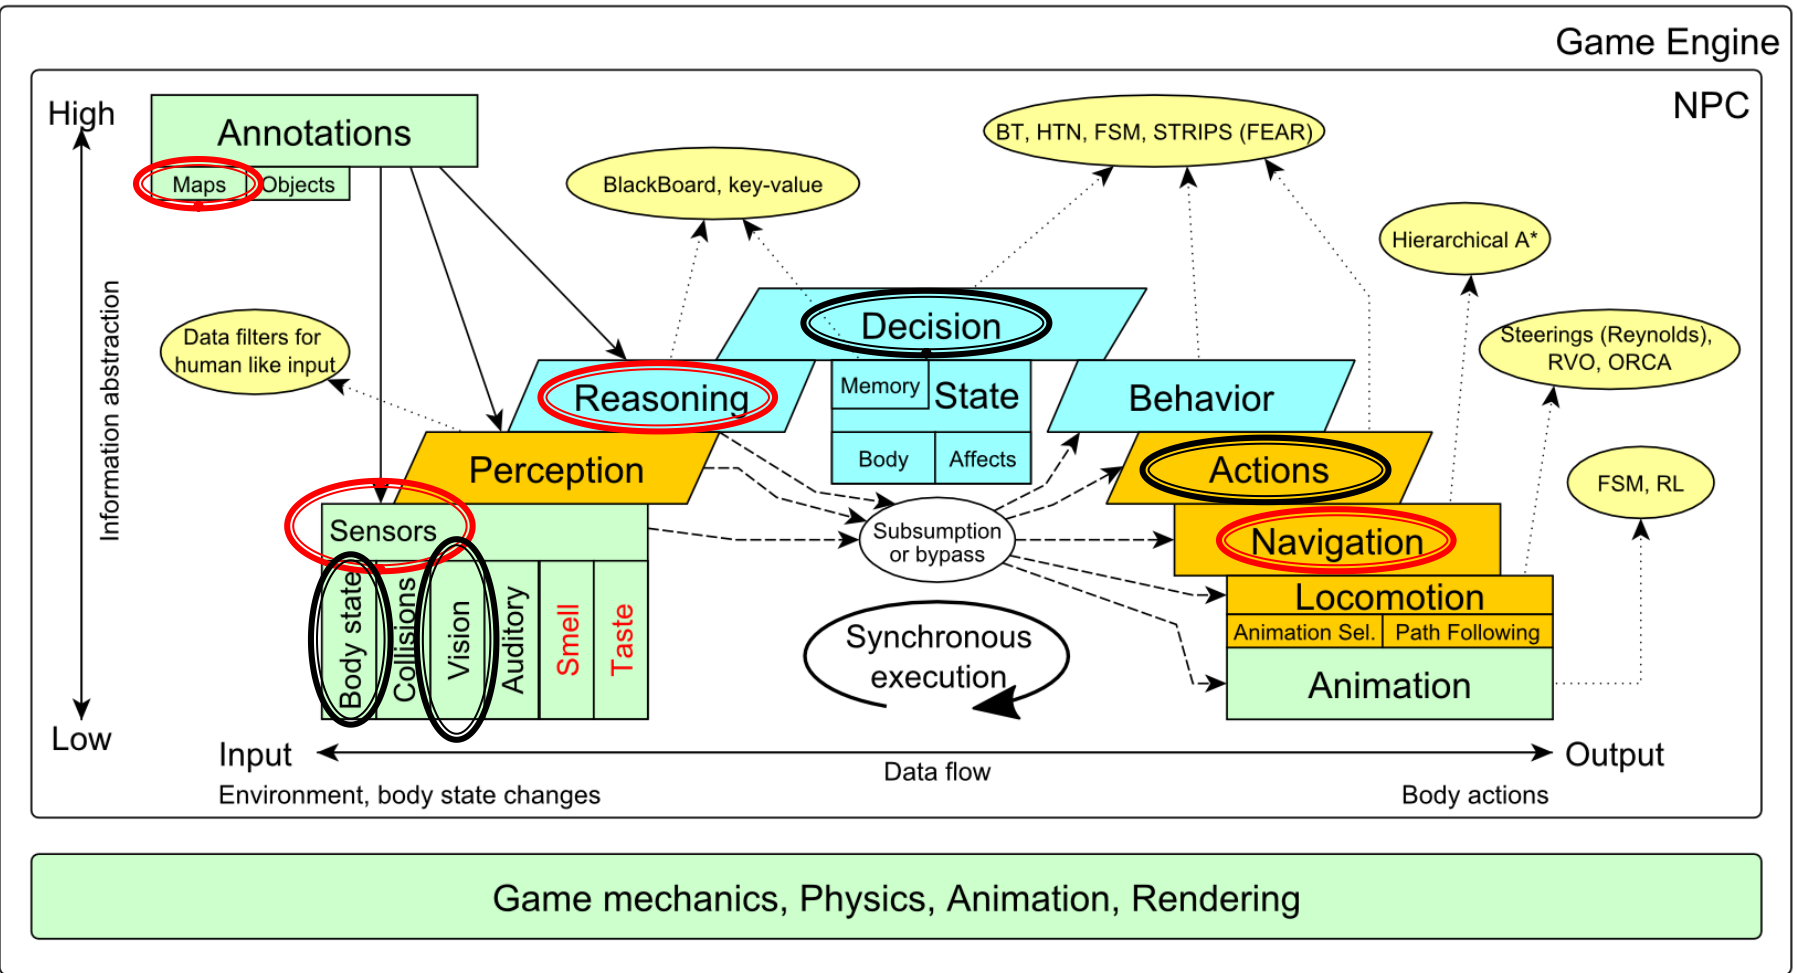 Game Engine
NPC
High
Annotations
Maps
Objects
BlackBoard, key-value
BT, HTN, FSM, STRIPS (FEAR)
Hierarchical A*
Data filters for
human like input
Information abstraction
Decision
Steerings (Reynolds),
RVO, ORCA
Reasoning
Memory
State
Behavior
Body
Affects
Perception
Actions
FSM, RL
Sensors
Subsumption
or bypass
Navigation
Body state
Collisions
Vision
Auditory
Smell
Taste
Locomotion
Animation Sel.
Path Following
Synchronous
execution
Animation
Low
Input
Output
Data flow
Environment, body state changes
Body actions
Game mechanics, Physics, Animation, Rendering